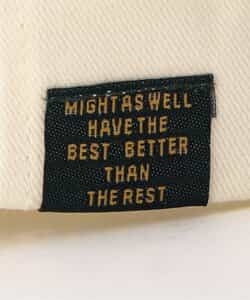 MIGHT AS WELL
HAVE THE
BEST BETTER
THAN
THE REST